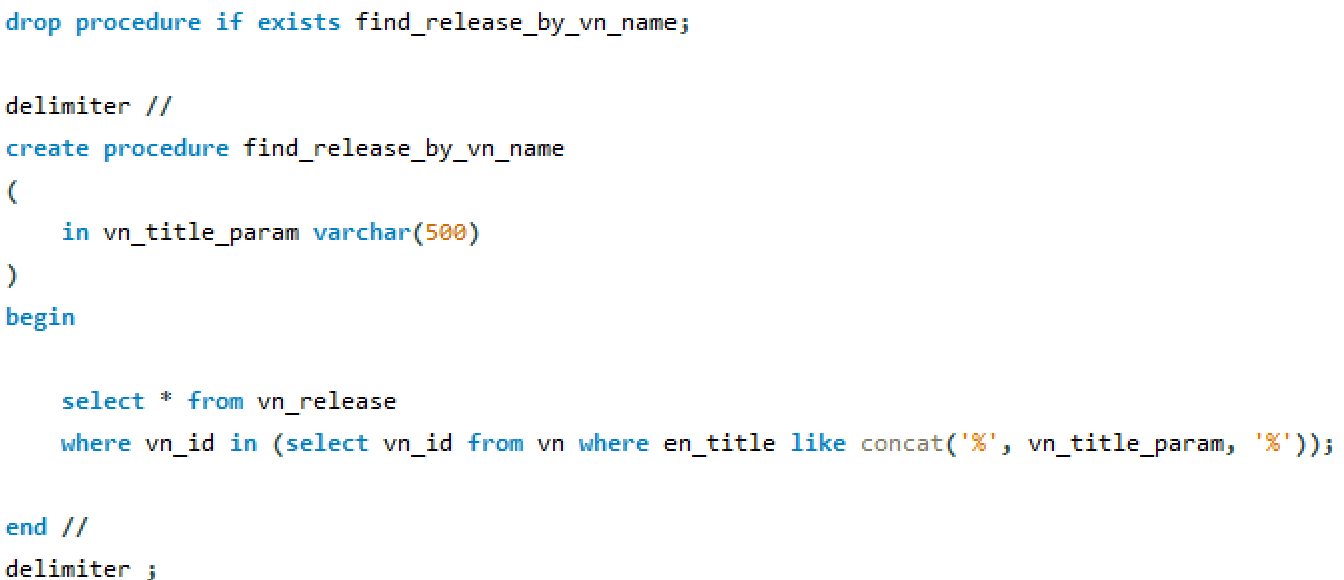 drop procedure if exists find_release_by_vn_name;
delimiter //
create procedure find_release_by_vn_name
(
    in vn_title_param varchar(500)
)
begin
    select * from vn_release
    where vn_id in (select vn_id from vn where en_title like concat('%', vn_title_param, '%'));
end //
delimiter ;